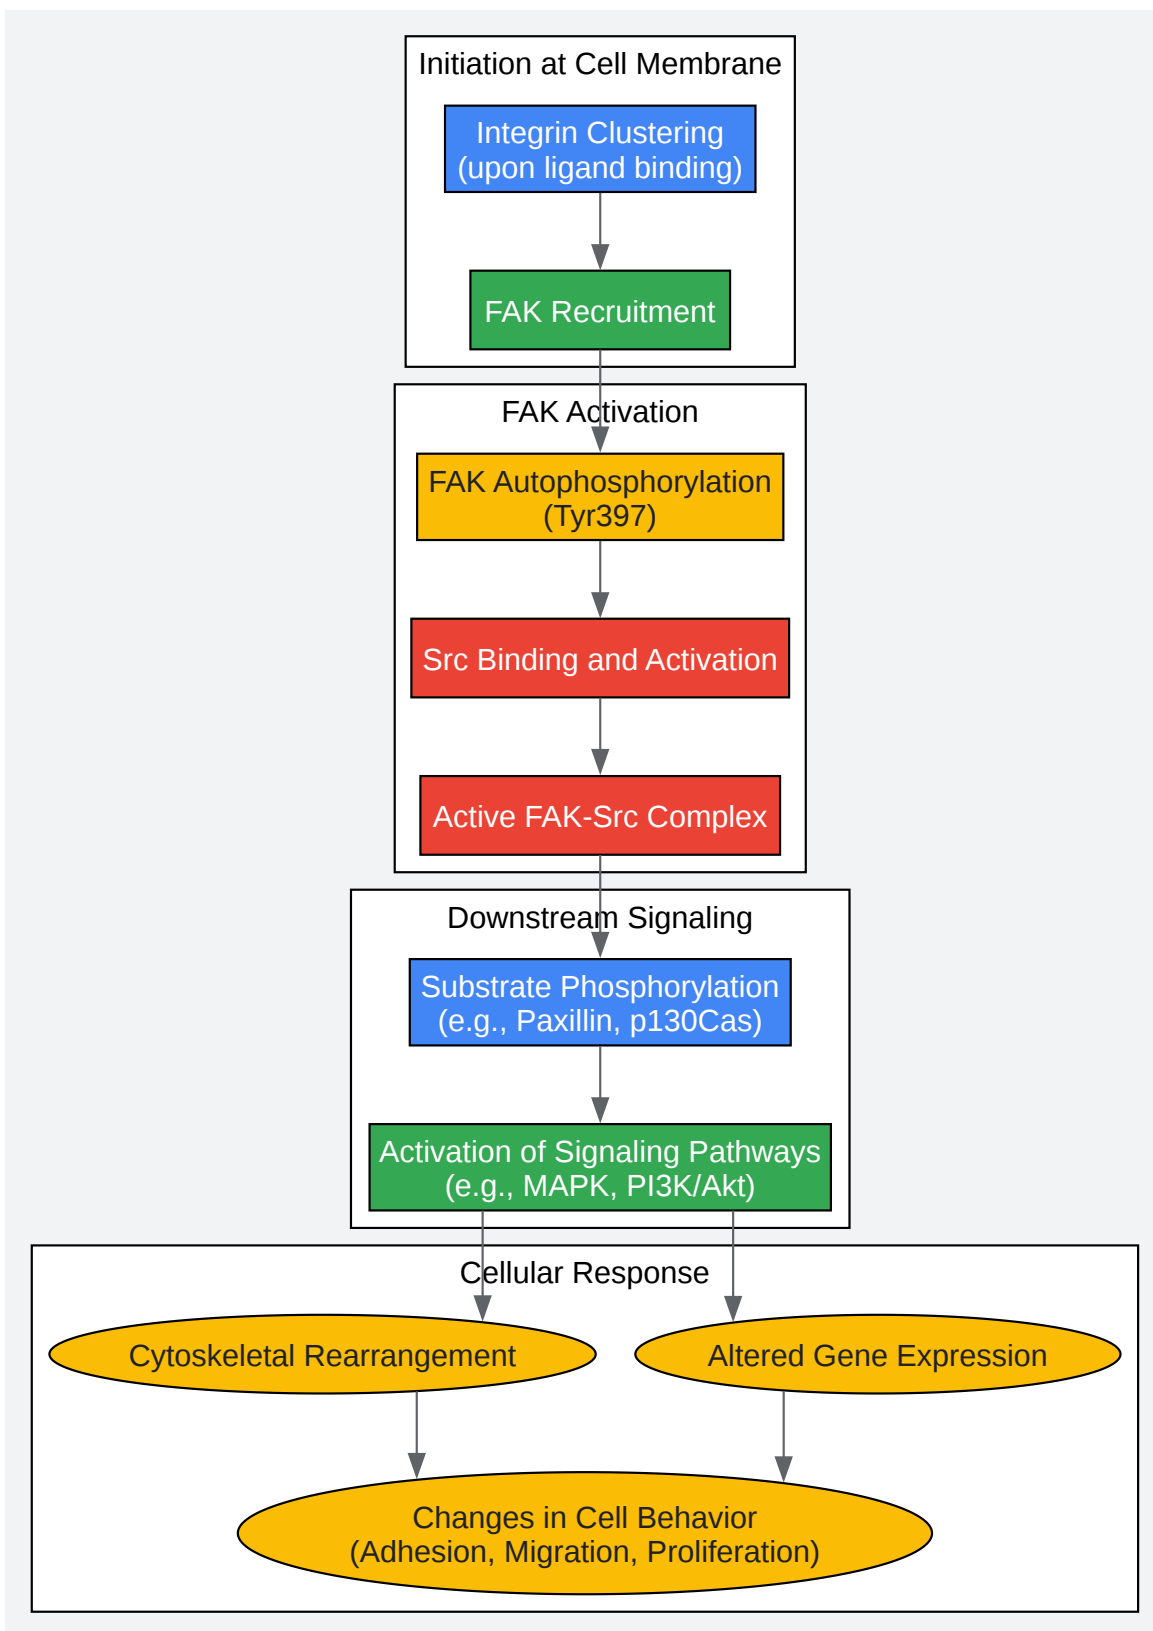 Initiation at Cell Membrane
Integrin Clustering
(upon ligand binding)
FAK Recruitment
FAK Activation
FAK Autophosphorylation
(Tyr397)
Src Binding and Activation
Active FAK-Src Complex
Downstream Signaling
Substrate Phosphorylation
(e.g., Paxillin, p130Cas)
Activation of Signaling Pathways
(e.g., MAPK, PI3K/Akt)
Cellular Response
Cytoskeletal Rearrangement
Altered Gene Expression
Changes in Cell Behavior
(Adhesion, Migration, Proliferation)